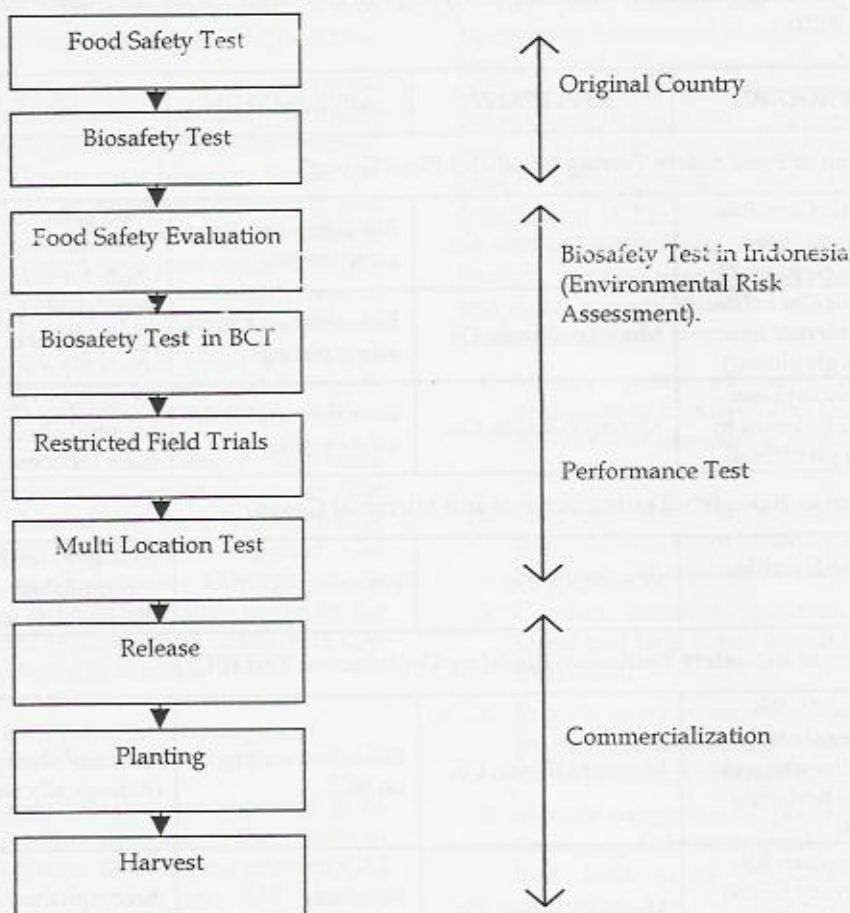 Food Safety Test
Biosafety Test
Food Safety Evaluation
Biosafety Test in BCT
Restricted Field Trials
Multi Location Test
Release
Planting
Harvest
Original Country
Biosafety Test in Indonesia
(Environmental Risk
Assessment).
Performance Test
Commercialization